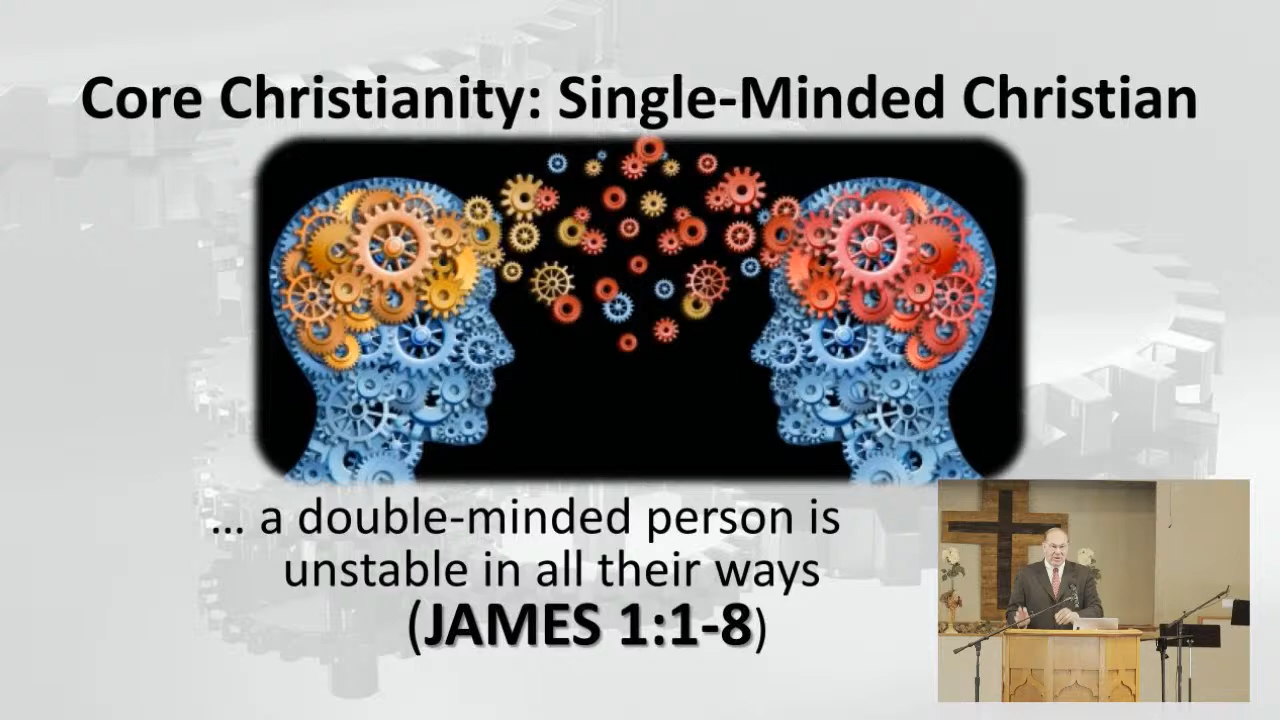 Core Christianity: Single-Minded Christian
... a double-minded person is
unstable in all their ways
(JAMES 1:1-8)